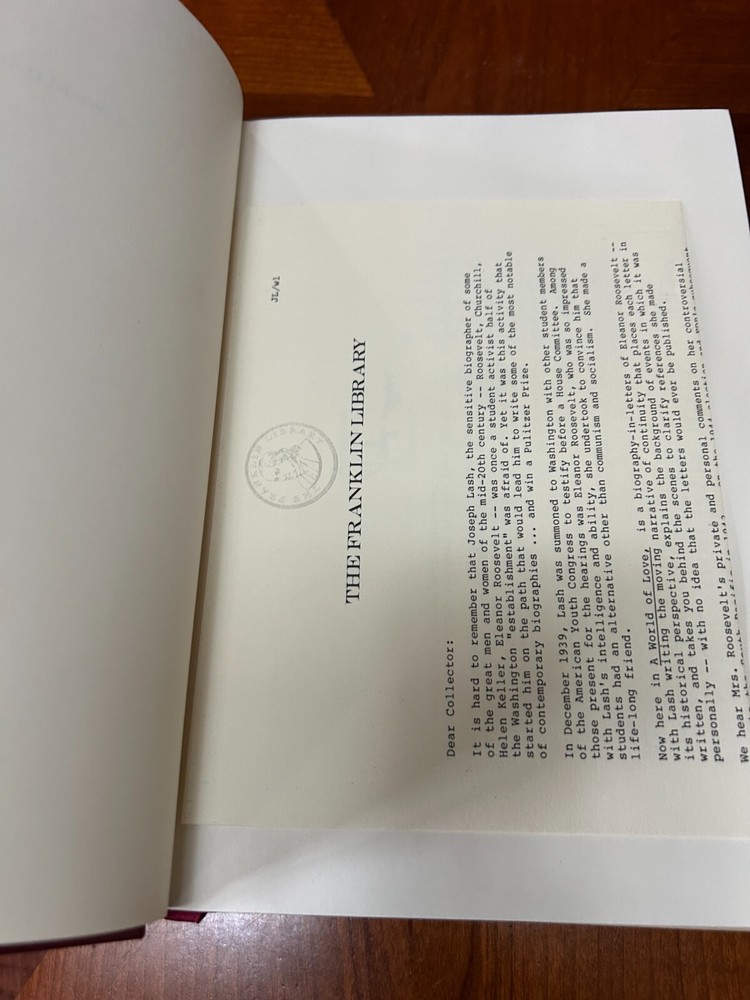 JL/w1
THE FRANKLIN LIBRARY
THE FRANKLIN LIBRARY
Dear Collector:
It is hard to remember that Joseph Lash, the sensitive biographer of some
of the great men and women of the mid-20th century -- Roosevelt, Churchill,
Helen Keller, Eleanor Roosevelt -- was once a student activist half of
the Washington "establishment" was afraid of. Yet it was this activity that
started him on the path that would lead him to write some of the most notable
of contemporary biographies ... and win a Pulitzer Prize.
In December 1939, Lash was summoned to Washington with other student members
of the American Youth Congress to testify before a House Committee. Among
those present for the hearings was Eleanor Roosevelt, who was so impressed
with Lash's intelligence and ability, she undertook to convince him that
students had an alternative other than communism and socialism. She made a
life-long friend.
Now here in A World of Love, is a biography-in-letters of Eleanor Roosevelt --
with Lash writing the moving narrative of continuity that places each letter in
its historical perspective, explains the background of events in which it was
written, and takes you behind the scenes to clarify references she made
personally -- with no idea that the letters would ever be published.
We hear Mrs. Roosevelt's private and personal comments on her controversial